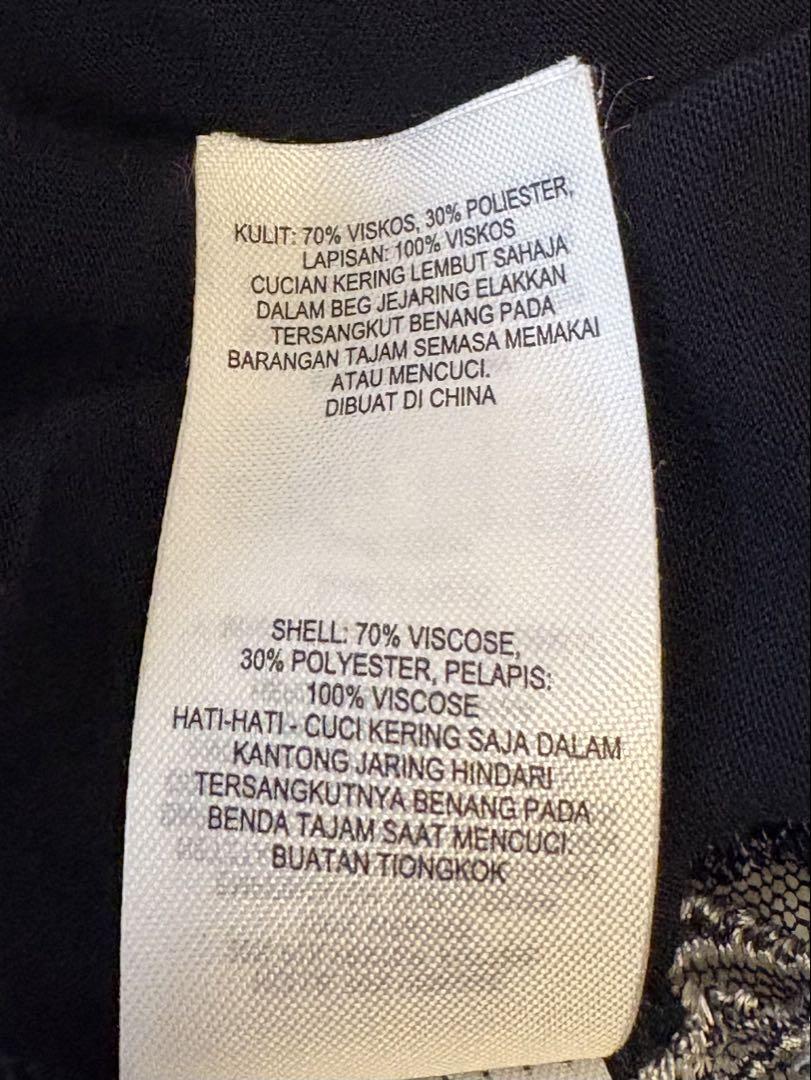 KULIT: 70% VISKOS, 30% POLIESTER,
LAPISAN: 100% VISKOS
CUCIAN KERING LEMBUT SAHAJA
DALAM BEG JEJARING ELAKKAN
TERSANGKUT BENANG PADA
BARANGAN TAJAM SEMASA MEMAKAI
ATAU MENCUCI.
DIBUAT DI CHINA
SHELL: 70% VISCOSE,
30% POLYESTER, PELAPIS:
100% VISCOSE
HATI-HATI - CUCI KERING SAJA DALAM
KANTONG JARING HINDARI
TERSANGKUTNYA BENANG PADA
BENDA TAJAM SAAT MENCUCI.
BUATAN TIONGKOK